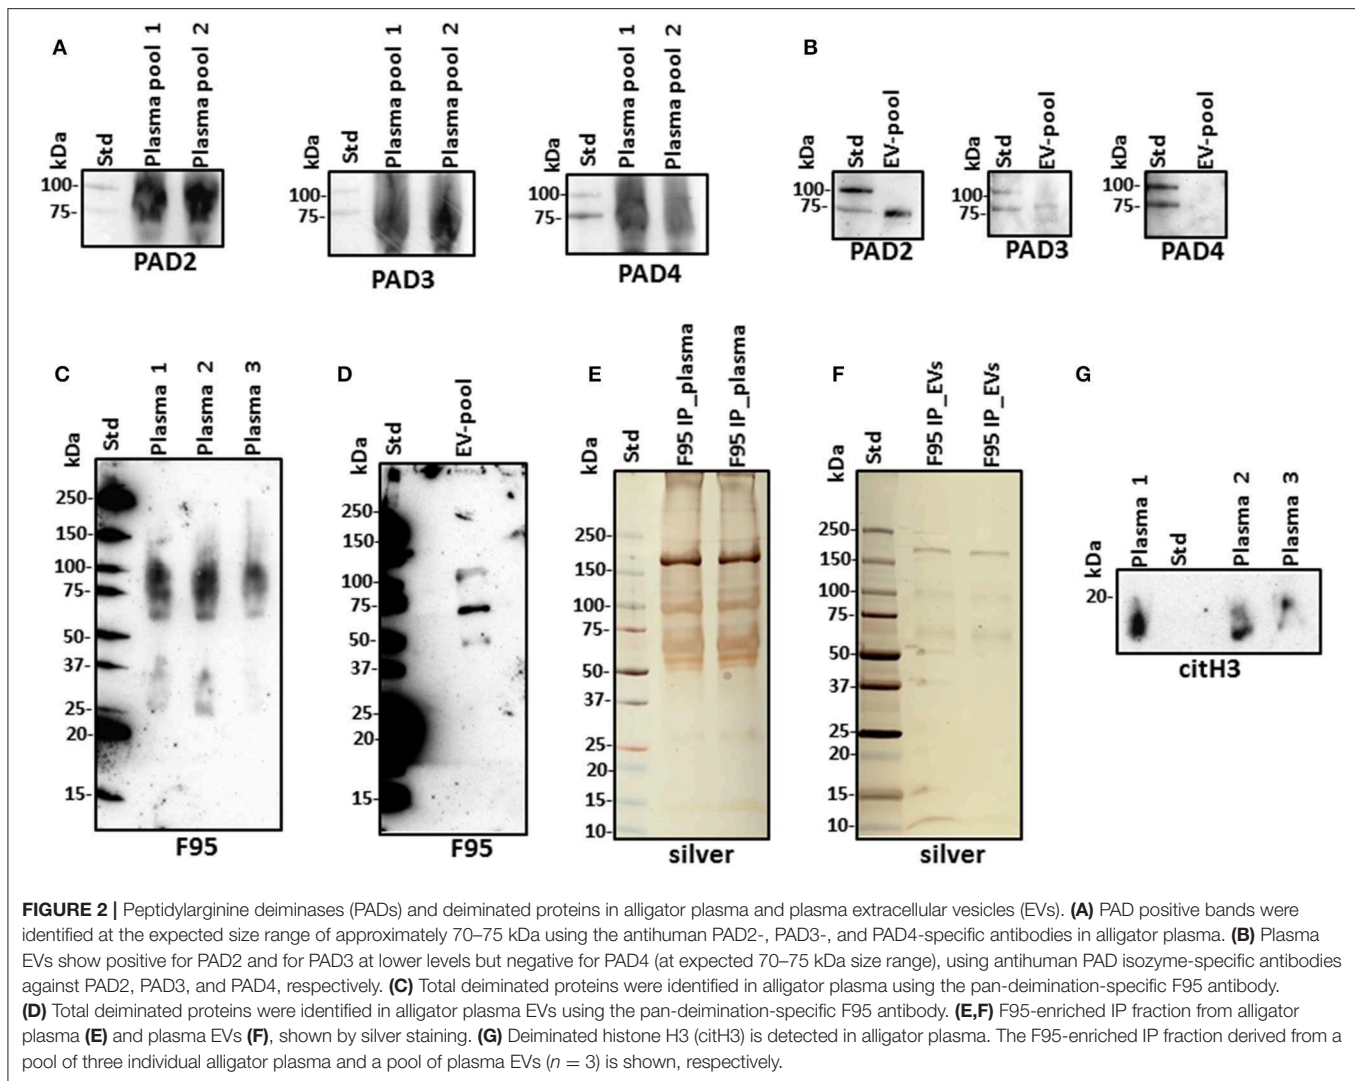 A
B
Plasma pool 1
Plasma pool 2
kDa
Std
100-
75-
PAD2
Plasma pool 1
Plasma pool 2
kDa
Std
100-
75-
PAD3
Plasma pool 1
Plasma pool 2
kDa
Std
100-
75-
PAD4
kDa
Std
EV-pool
100-
75-
PAD2
kDa
Std
EV-pool
100-
75-
PAD3
kDa
Std
EV-pool
100-
75-
PAD4
C
kDa
Std
Plasma 1
Plasma 2
Plasma 3
250-
150-
100-
75-
50-
37-
25-
20-
15-
F95
D
kDa
Std
EV-pool
250-
150-
100-
75-
50-
37-
25-
20-
15-
F95
E
kDa
Std
F95 IP_plasma
F95 IP_plasma
250-
150-
100-
75-
50-
37-
25-
20-
15-
10-
silver
F
kDa
Std
F95 IP_EVs
F95 IP_EVs
250-
150-
100-
75-
50-
37-
25-
20-
15-
10-
silver
G
kDa
Plasma 1
Std
Plasma 2
Plasma 3
20-
citH3
FIGURE 2 | Peptidylarginine deiminases (PADs) and deiminated proteins in alligator plasma and plasma extracellular vesicles (EVs). (A) PAD positive bands were
identified at the expected size range of approximately 70–75 kDa using the antihuman PAD2-, PAD3-, and PAD4-specific antibodies in alligator plasma. (B) Plasma
EVs show positive for PAD2 and for PAD3 at lower levels but negative for PAD4 (at expected 70–75 kDa size range), using antihuman PAD isozyme-specific antibodies
against PAD2, PAD3, and PAD4, respectively. (C) Total deiminated proteins were identified in alligator plasma using the pan-deimination-specific F95 antibody.
(D) Total deiminated proteins were identified in alligator plasma EVs using the pan-deimination-specific F95 antibody. (E,F) F95-enriched IP fraction from alligator
plasma (E) and plasma EVs (F), shown by silver staining. (G) Deiminated histone H3 (citH3) is detected in alligator plasma. The F95-enriched IP fraction derived from a
pool of three individual alligator plasma and a pool of plasma EVs (n = 3) is shown, respectively.